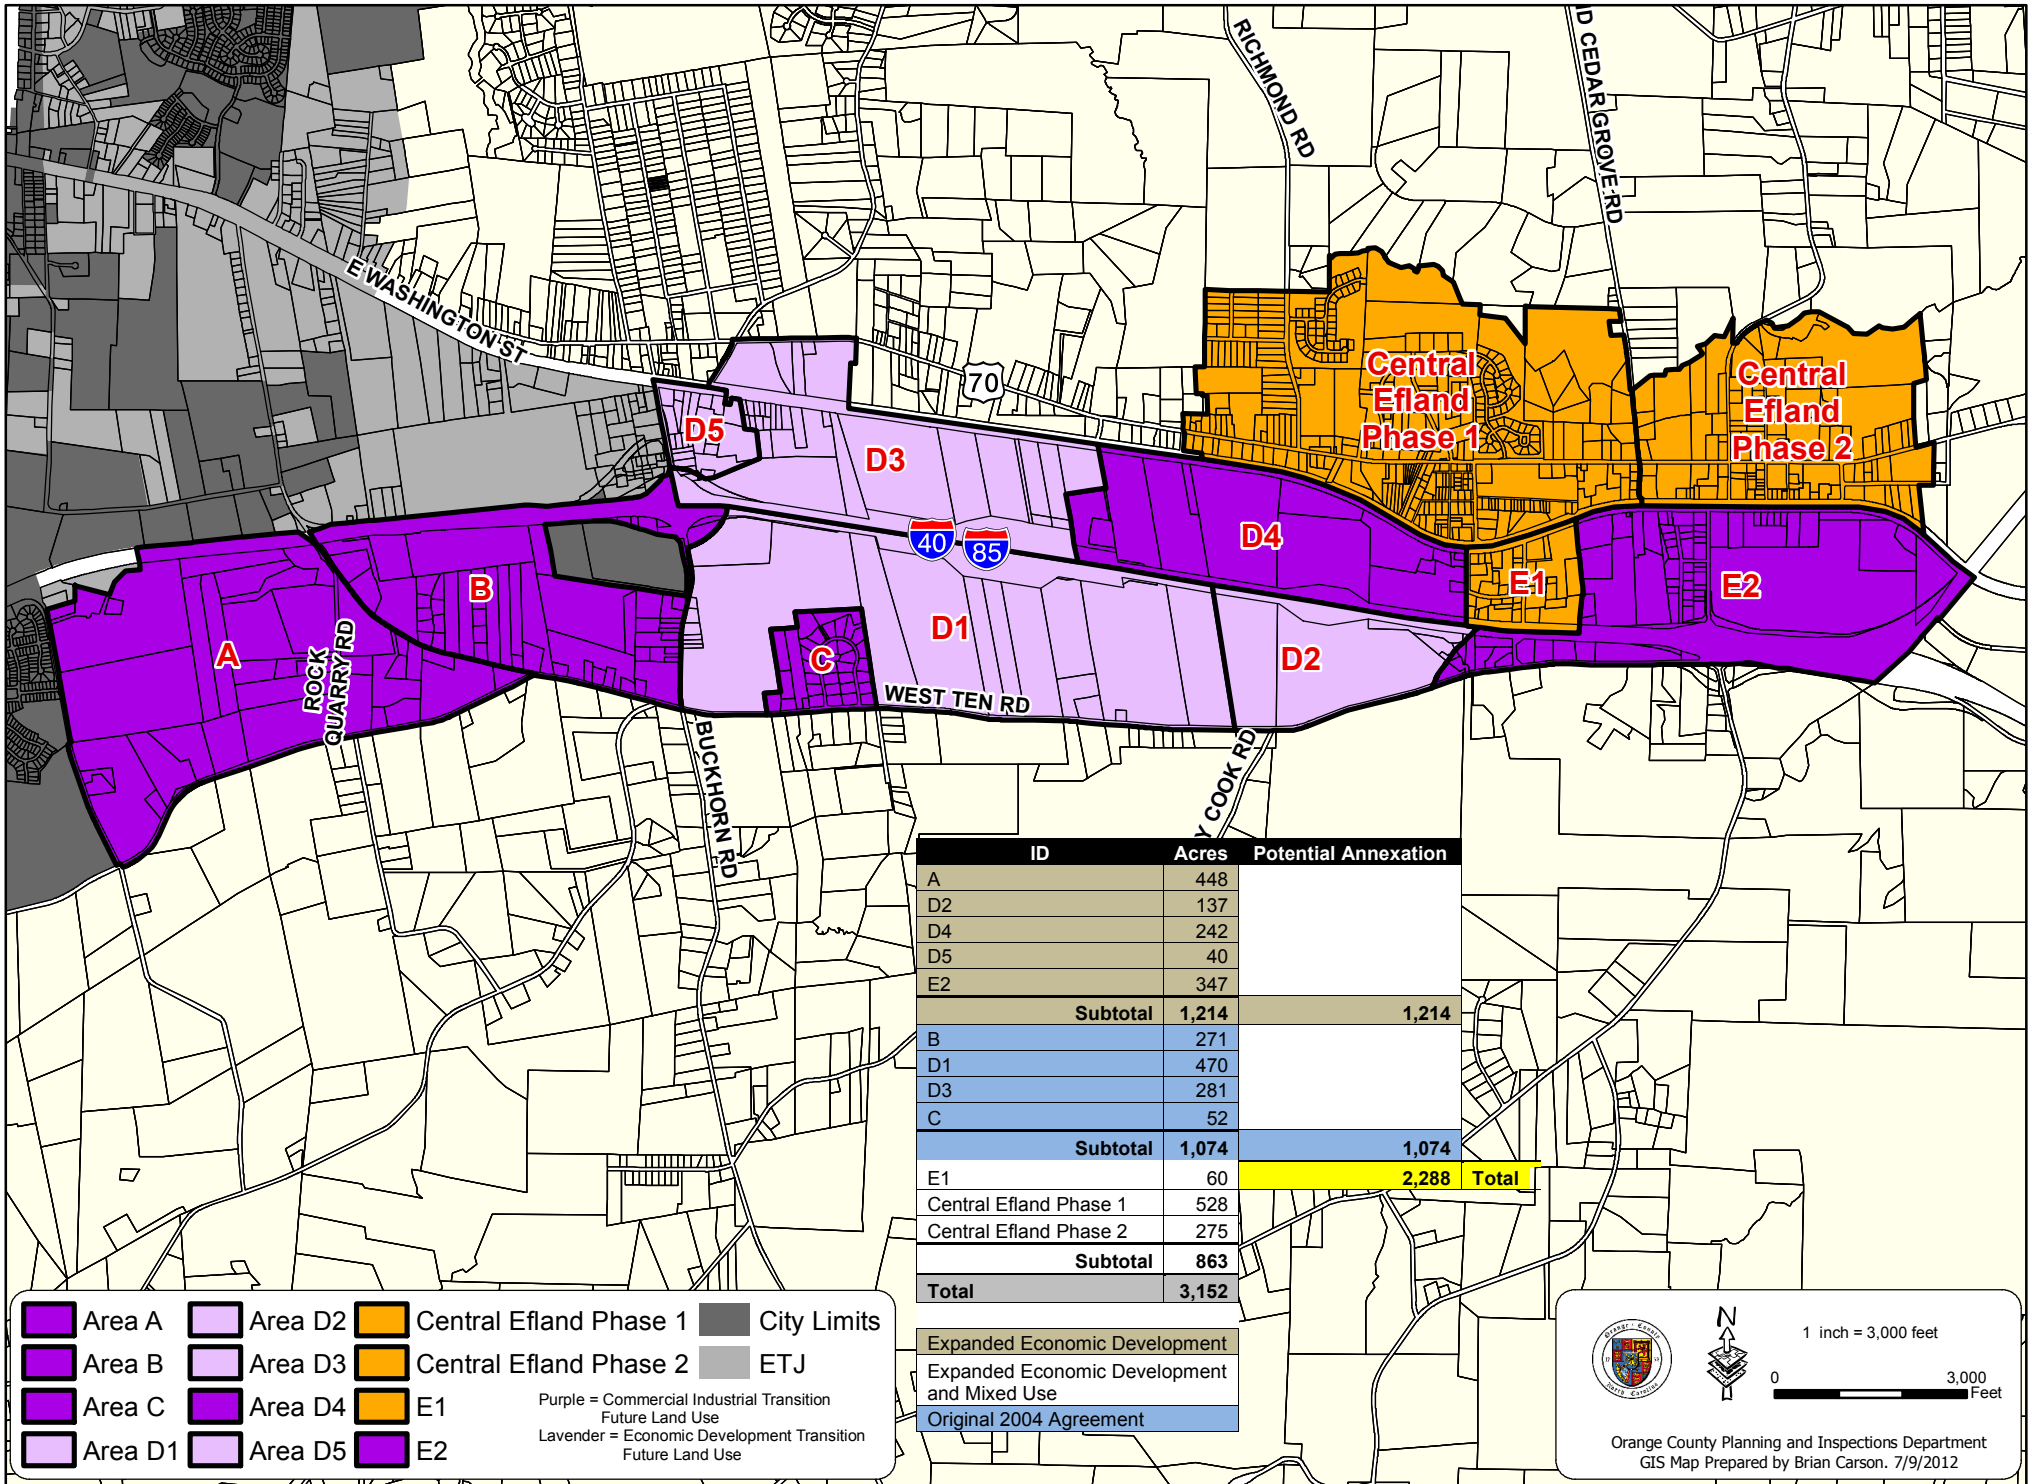 RICHMOND RD
ID CEDAR GROVE RD
E WASHINGTON ST
70
Central
Efland
Phase 1
Central
Efland
Phase 2
D5
D3
D4
40
85
E1
E2
B
A
D1
D2
C
ROCK
QUARRY RD
WEST TEN RD
BUCKHORN RD
Y COOK RD
ID Acres Potential Annexation
A 448
D2 137
D4 242
D5 40
E2 347
Subtotal 1,214 1,214
B 271
D1 470
D3 281
C 52
Subtotal 1,074 1,074
E1 60 2,288 Total
Central Efland Phase 1 528
Central Efland Phase 2 275
Subtotal 863
Total 3,152
Expanded Economic Development
Expanded Economic Development
and Mixed Use
Original 2004 Agreement
Area A Area D2 Central Efland Phase 1 City Limits
Area B Area D3 Central Efland Phase 2 ETJ
Area C Area D4 E1
Area D1 Area D5 E2
Purple = Commercial Industrial Transition
Future Land Use
Lavender = Economic Development Transition
Future Land Use
Orange County
North Carolina
N
1 inch = 3,000 feet
0 3,000
Feet
Orange County Planning and Inspections Department
GIS Map Prepared by Brian Carson. 7/9/2012